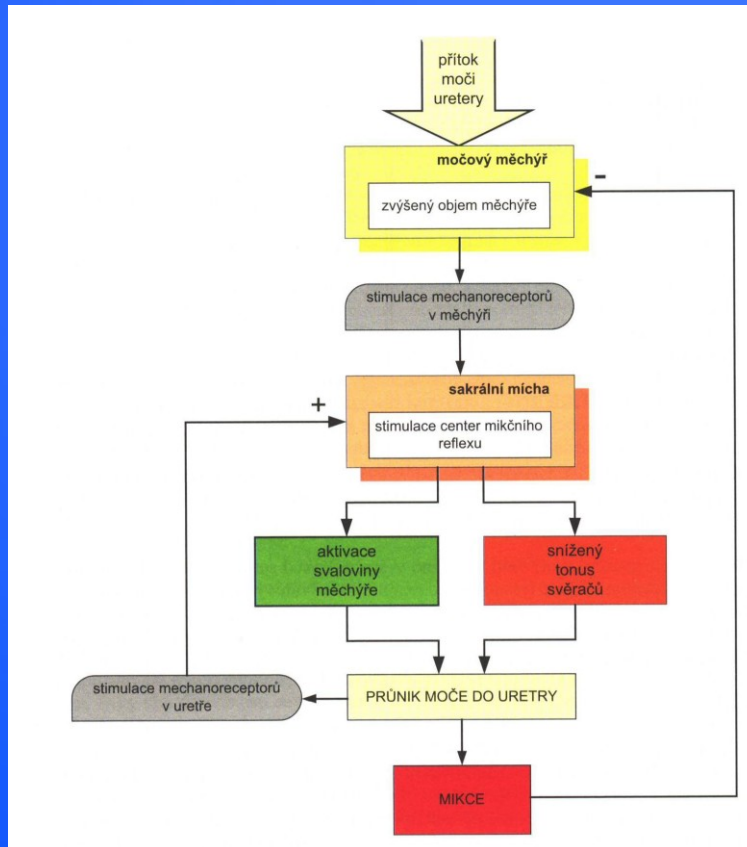 přítok
moči
uretery
močový měchýř
-
zvýšený objem měchýře
stimulace mechanoreceptorů
v měchýři
sakrální mícha
+
stimulace center mikčního
reflexu
aktivace
svaloviny
měchýře
snížený
tonus
svěračů
stimulace mechanoreceptorů
v uretře
PRŮNIK MOČE DO URETRY
MIKCE